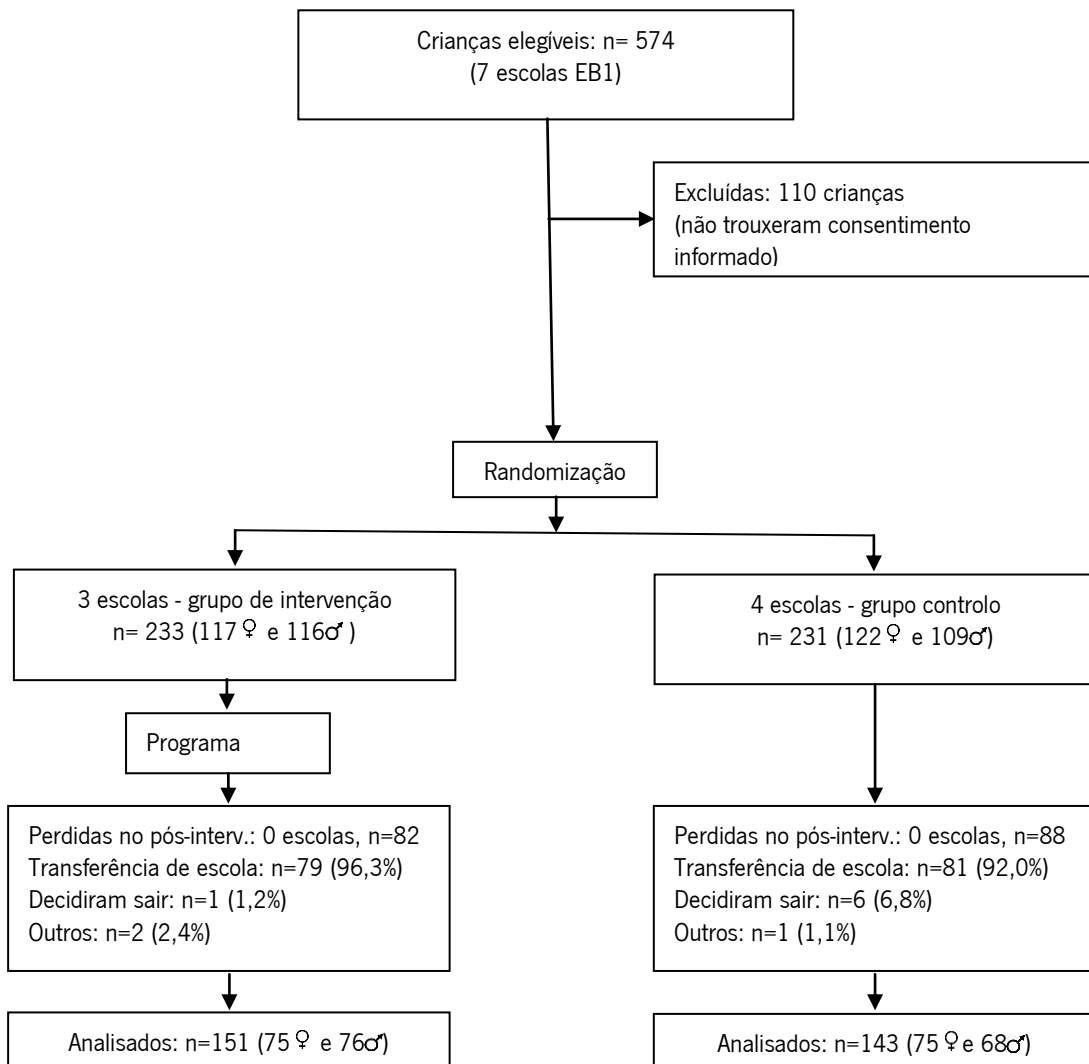 Crianças elegíveis: n= 574
(7 escolas EB1)
Excluídas: 110 crianças
(não trouxeram consentimento
informado)
Randomização
3 escolas - grupo de intervenção
n= 233 (117♀ e 116♂ )
4 escolas - grupo controlo
n= 231 (122♀ e 109♂)
Programa
Perdidas no pós-interv.: 0 escolas, n=82
Transferência de escola: n=79 (96,3%)
Decidiram sair: n=1 (1,2%)
Outros: n=2 (2,4%)
Perdidas no pós-interv.: 0 escolas, n=88
Transferência de escola: n=81 (92,0%)
Decidiram sair: n=6 (6,8%)
Outros: n=1 (1,1%)
Analisados: n=151 (75♀ e 76♂)
Analisados: n=143 (75♀e 68♂)